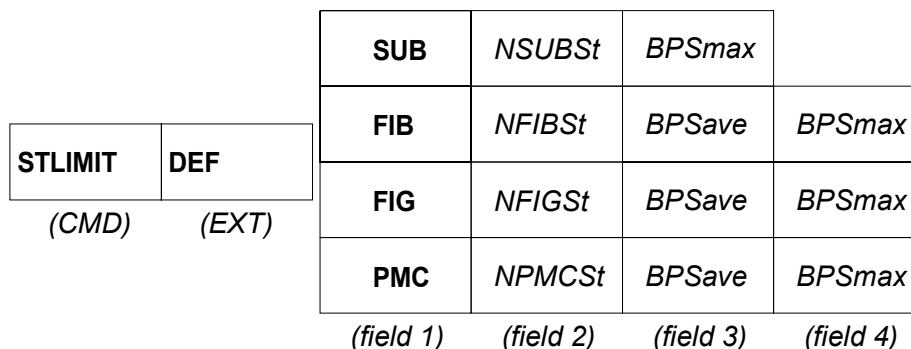 SUB NSUBSt BPSmax
FIB NFIBSt BPSave BPSmax
STLIMIT DEF
FIG NFIGSt BPSave BPSmax
(CMD) (EXT)
PMC NPMCSt BPSave BPSmax
(field 1) (field 2) (field 3) (field 4)